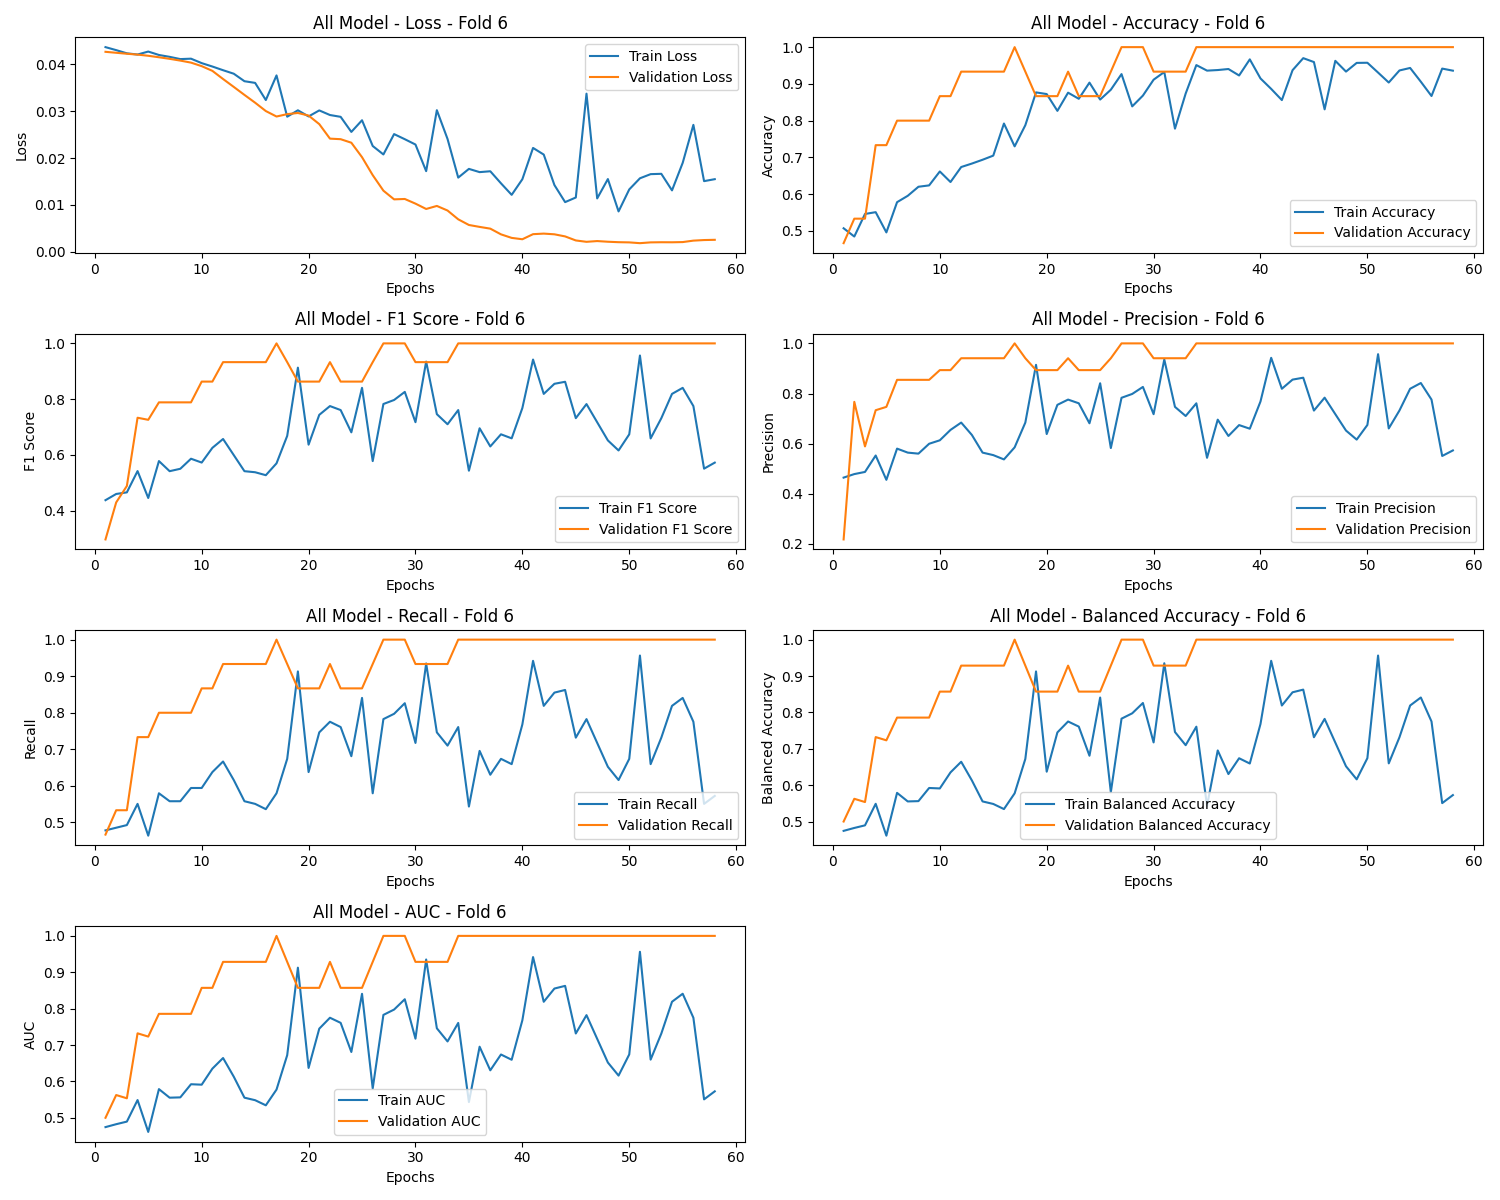 All Model - Loss - Fold 6
Loss
0.04
0.03
0.02
0.01
0.00
Train Loss
Validation Loss
0 10 20 30 40 50 60
Epochs
All Model - Accuracy - Fold 6
Accuracy
1.0
0.9
0.8
0.7
0.6
0.5
Train Accuracy
Validation Accuracy
0 10 20 30 40 50 60
Epochs
All Model - F1 Score - Fold 6
F1 Score
1.0
0.8
0.6
0.4
Train F1 Score
Validation F1 Score
0 10 20 30 40 50 60
Epochs
All Model - Precision - Fold 6
Precision
1.0
0.8
0.6
0.4
0.2
Train Precision
Validation Precision
0 10 20 30 40 50 60
Epochs
All Model - Recall - Fold 6
Recall
1.0
0.9
0.8
0.7
0.6
0.5
Train Recall
Validation Recall
0 10 20 30 40 50 60
Epochs
All Model - Balanced Accuracy - Fold 6
Balanced Accuracy
1.0
0.9
0.8
0.7
0.6
0.5
Train Balanced Accuracy
Validation Balanced Accuracy
0 10 20 30 40 50 60
Epochs
All Model - AUC - Fold 6
AUC
1.0
0.9
0.8
0.7
0.6
0.5
Train AUC
Validation AUC
0 10 20 30 40 50 60
Epochs